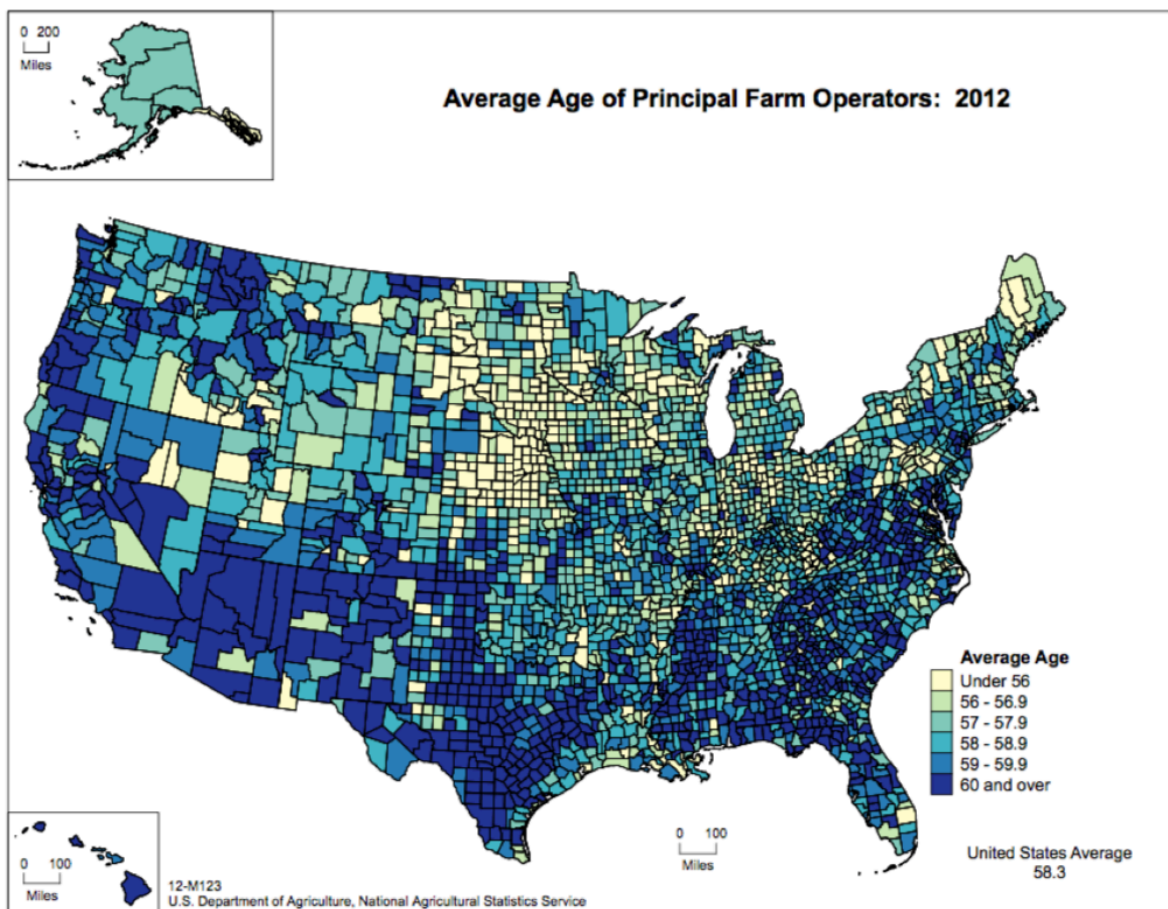 0 200
Miles
Average Age of Principal Farm Operators: 2012
Average Age
Under 56
56 - 56.9
57 - 57.9
58 - 58.9
59 - 59.9
60 and over
0 100
Miles
0 100
Miles
United States Average
58.3
12-M123
U.S. Department of Agriculture, National Agricultural Statistics Service